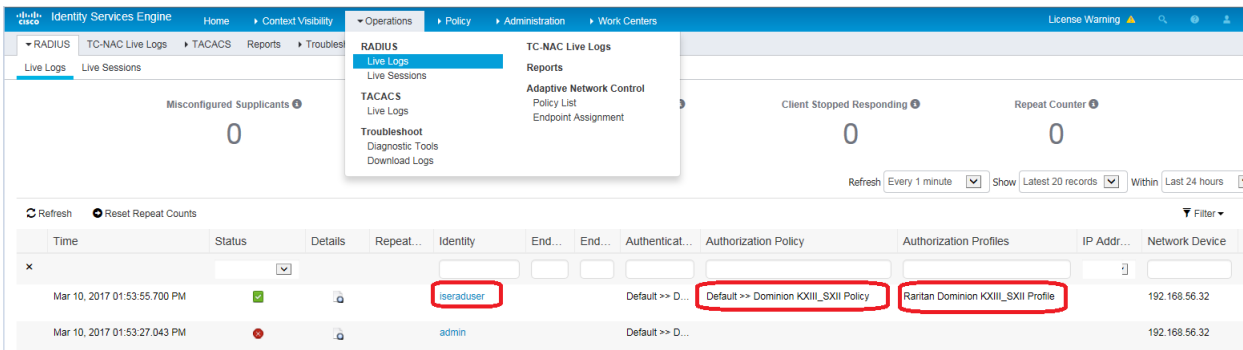 cisco Identity Services Engine Home Context Visibility Operations Policy Administration Work Centers License Warning
RADIUS TC-NAC Live Logs TACACS Reports Troublesl
Live Logs Live Sessions
RADIUS
Live Logs
Live Sessions
TACACS
Live Logs
Troubleshoot
Diagnostic Tools
Download Logs
TC-NAC Live Logs
Reports
Adaptive Network Control
Policy List
Endpoint Assignment
Misconfigured Supplicants Client Stopped Responding Repeat Counter
0 0 0
Refresh Every 1 minute Show Latest 20 records Within Last 24 hours
Refresh Reset Repeat Counts Filter
Time Status Details Repeat... Identity End... End... Authenticat... Authorization Policy Authorization Profiles IP Addr... Network Device
Mar 10, 2017 01:53:55.700 PM iseraduser Default >> D... Default >> Dominion KXIII_SXII Policy Raritan Dominion KXIII_SXII Profile 192.168.56.32
Mar 10, 2017 01:53:27.043 PM admin Default >> D... 192.168.56.32